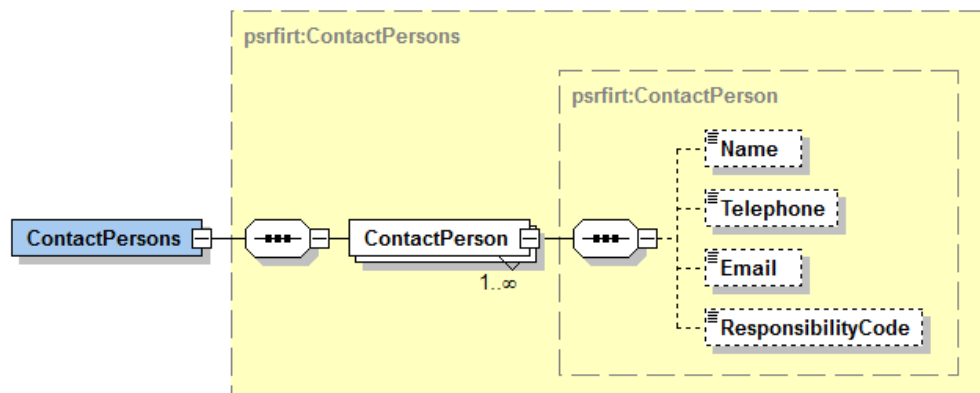 psrfirt:ContactPersons
psrfirt:ContactPerson
Name
Telephone
ContactPersons
ContactPerson
Email
1..∞
ResponsibilityCode